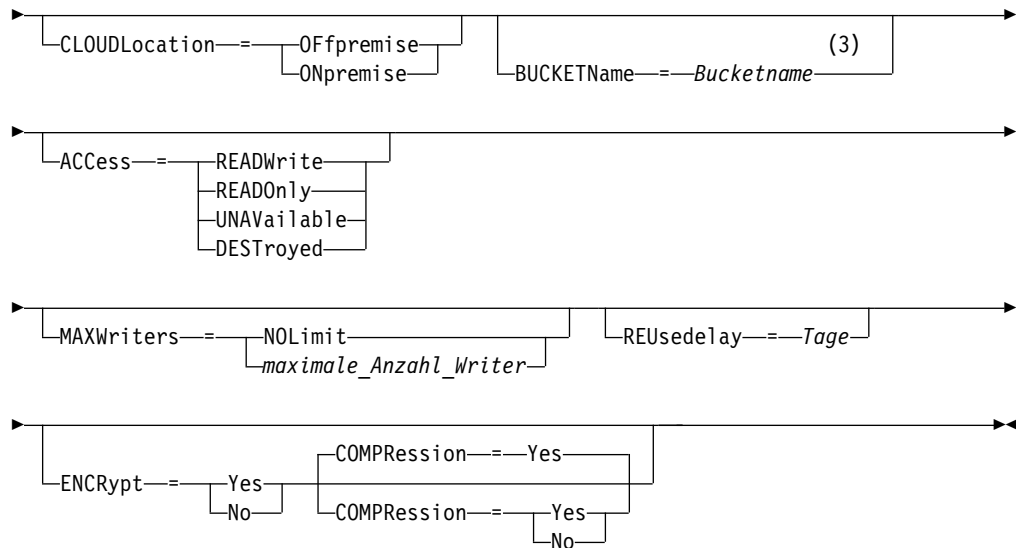 CLOUDLocation = OFfpremise
ONpremise
(3)
BUCKETName = Bucketname
ACCess = READWrite
READOnly
UNAVailable
DESTroyed
MAXWriters = NOLimit
maximale_Anzahl_Writer
REUsedelay = Tage
COMPRession = Yes
ENCRypt = Yes
No
COMPRession = Yes
No